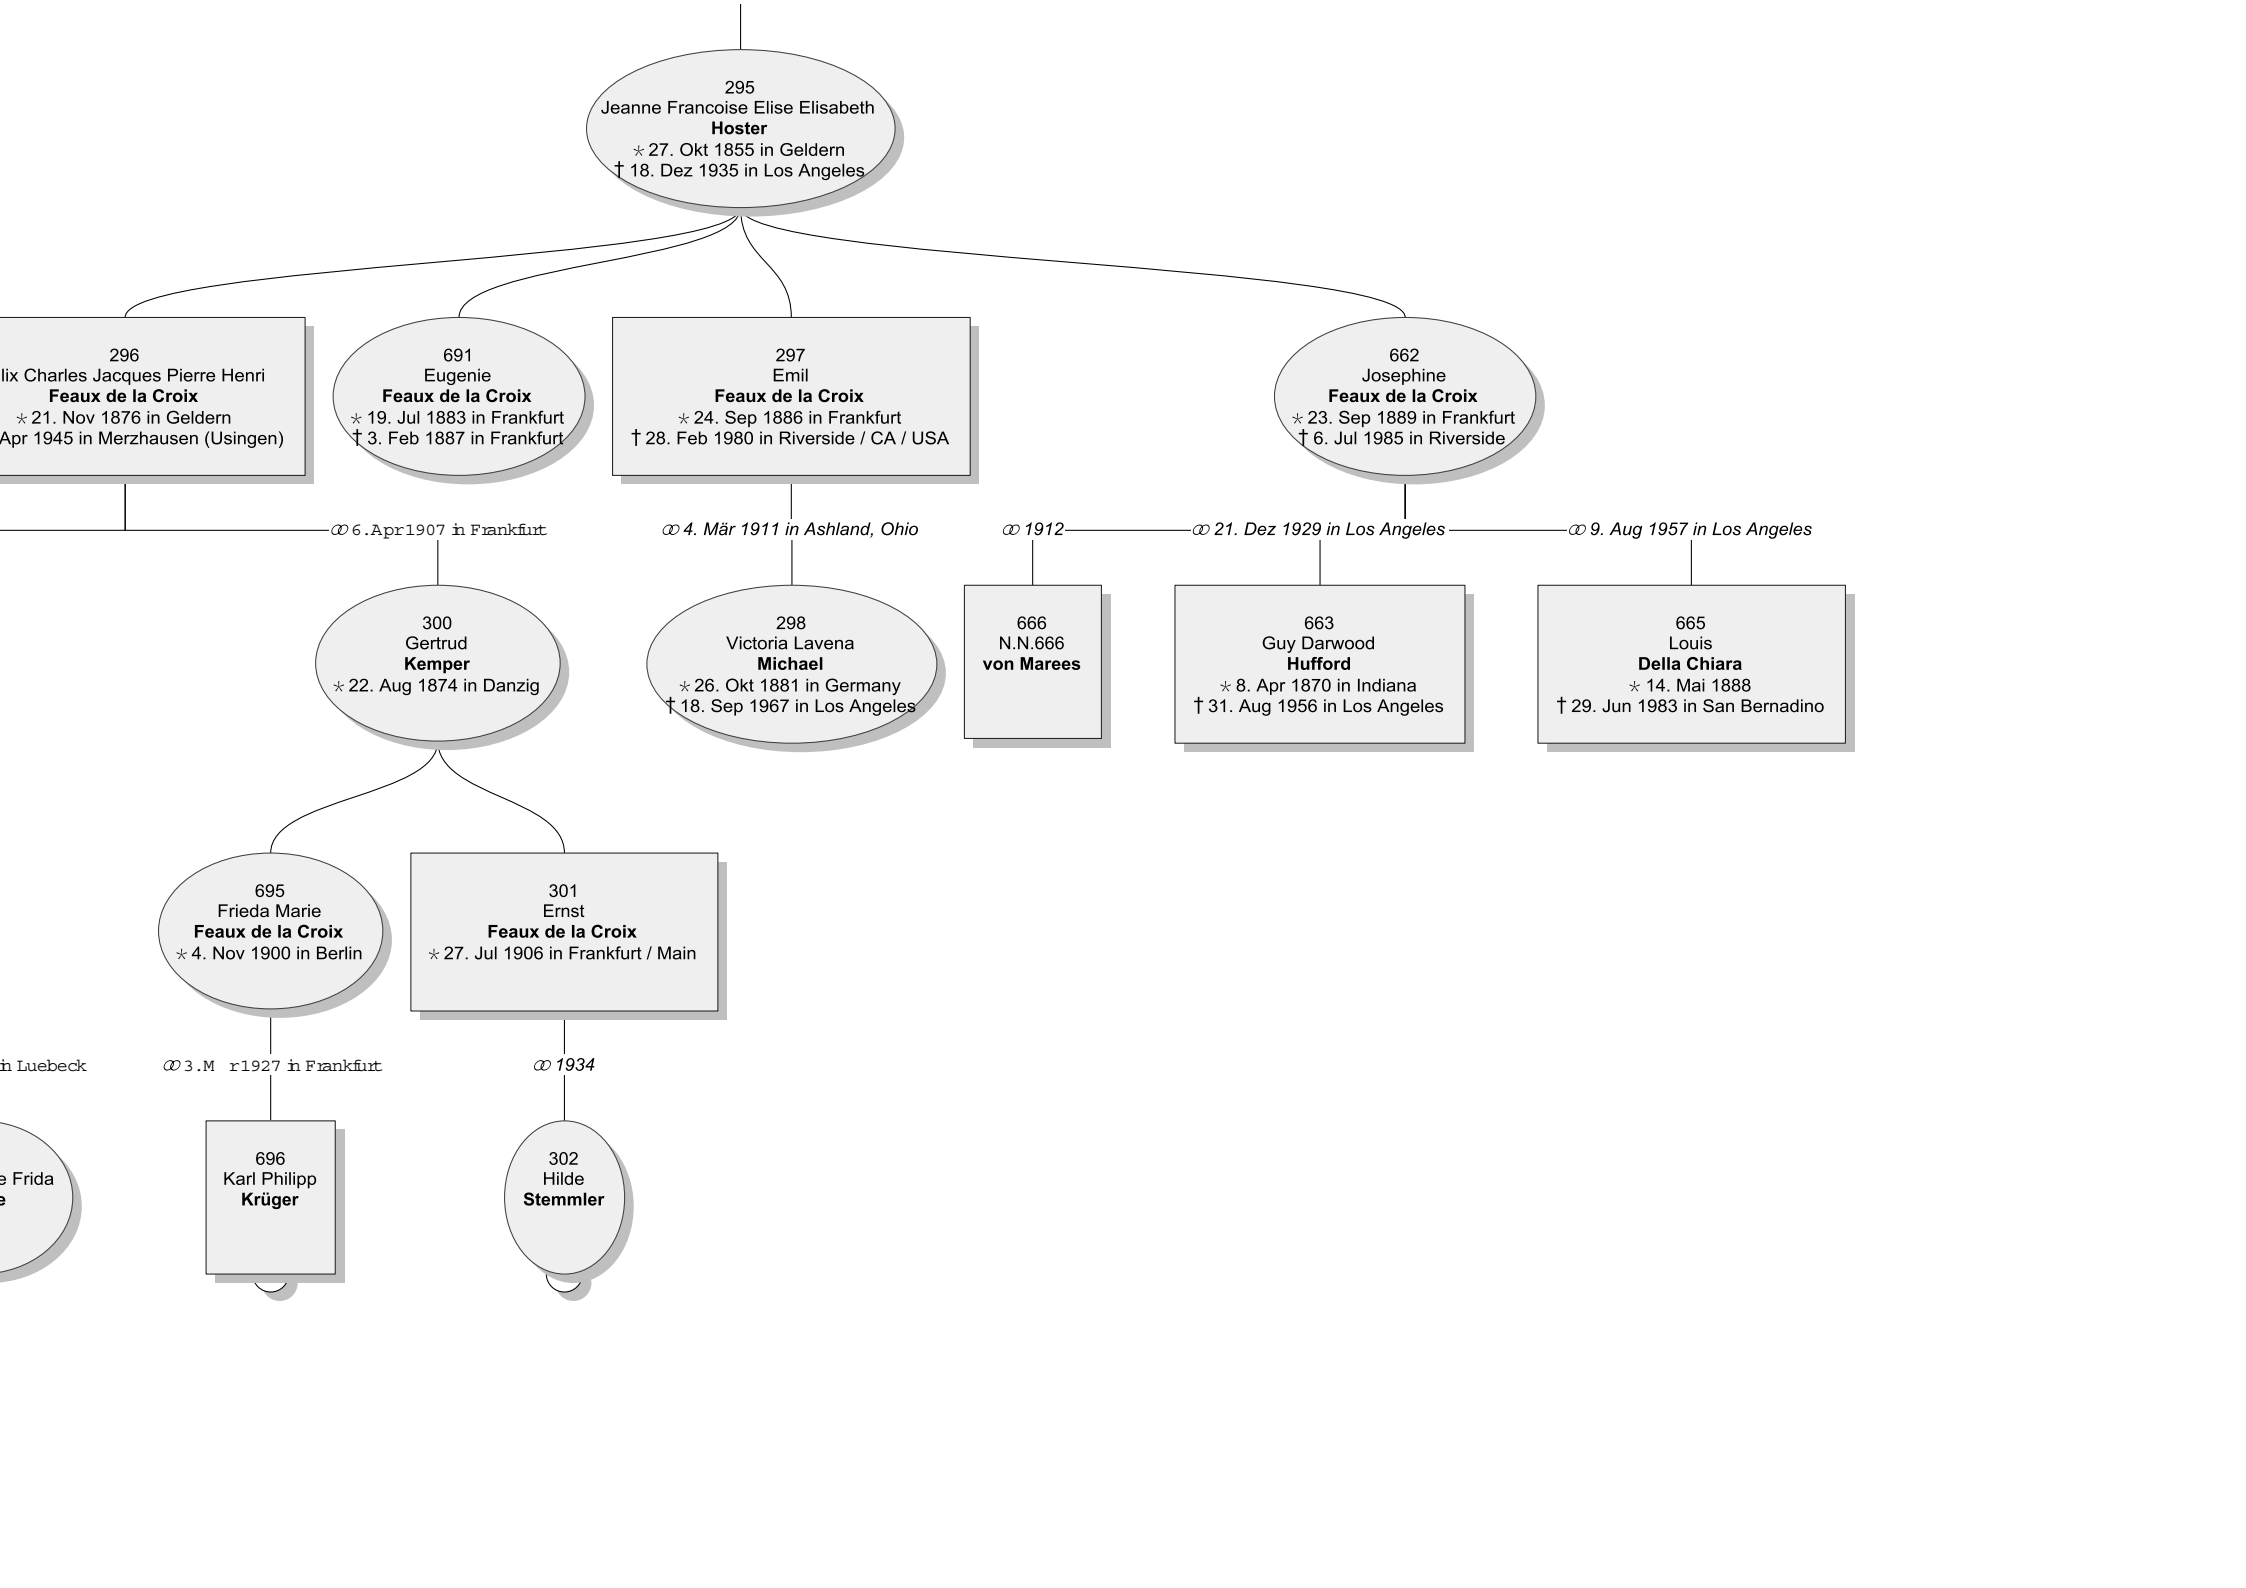 295
Jeanne Francoise Elise Elisabeth
Hoster
* 27. Okt 1855 in Geldern
† 18. Dez 1935 in Los Angeles
296
lix Charles Jacques Pierre Henri
Feaux de la Croix
* 21. Nov 1876 in Geldern
Apr 1945 in Merzhausen (Usingen)
691
Eugenie
Feaux de la Croix
* 19. Jul 1883 in Frankfurt
† 3. Feb 1887 in Frankfurt
297
Emil
Feaux de la Croix
* 24. Sep 1886 in Frankfurt
† 28. Feb 1980 in Riverside / CA / USA
662
Josephine
Feaux de la Croix
* 23. Sep 1889 in Frankfurt
† 6. Jul 1985 in Riverside
⚭ 6.Apr1907 in Frankfurt
⚭ 4. Mär 1911 in Ashland, Ohio
⚭ 1912
⚭ 21. Dez 1929 in Los Angeles
⚭ 9. Aug 1957 in Los Angeles
300
Gertrud
Kemper
* 22. Aug 1874 in Danzig
298
Victoria Lavena
Michael
* 26. Okt 1881 in Germany
† 18. Sep 1967 in Los Angeles
666
N.N.666
von Marees
663
Guy Darwood
Hufford
* 8. Apr 1870 in Indiana
† 31. Aug 1956 in Los Angeles
665
Louis
Della Chiara
* 14. Mai 1888
† 29. Jun 1983 in San Bernadino
695
Frieda Marie
Feaux de la Croix
* 4. Nov 1900 in Berlin
301
Ernst
Feaux de la Croix
* 27. Jul 1906 in Frankfurt / Main
in Luebeck
⚭ 3.M r1927 in Frankfurt
⚭ 1934
e Frida
e
696
Karl Philipp
Krüger
302
Hilde
Stemmler